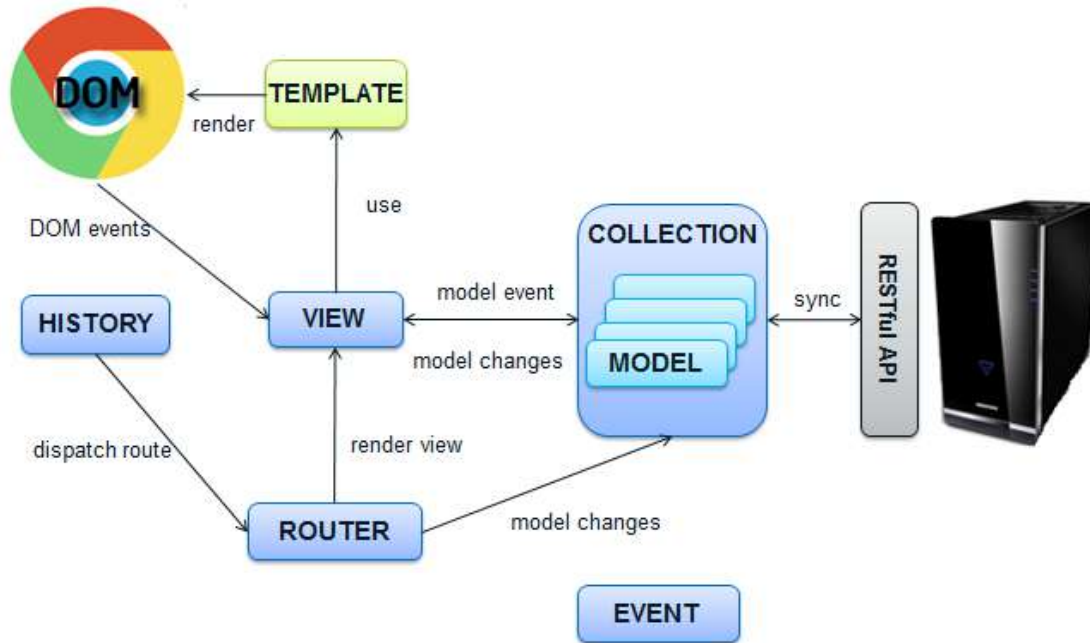 DOM
TEMPLATE
render
use
DOM events
COLLECTION
HISTORY
VIEW
model event
model changes
MODEL
sync
RESTful API
dispatch route
render view
ROUTER
model changes
EVENT